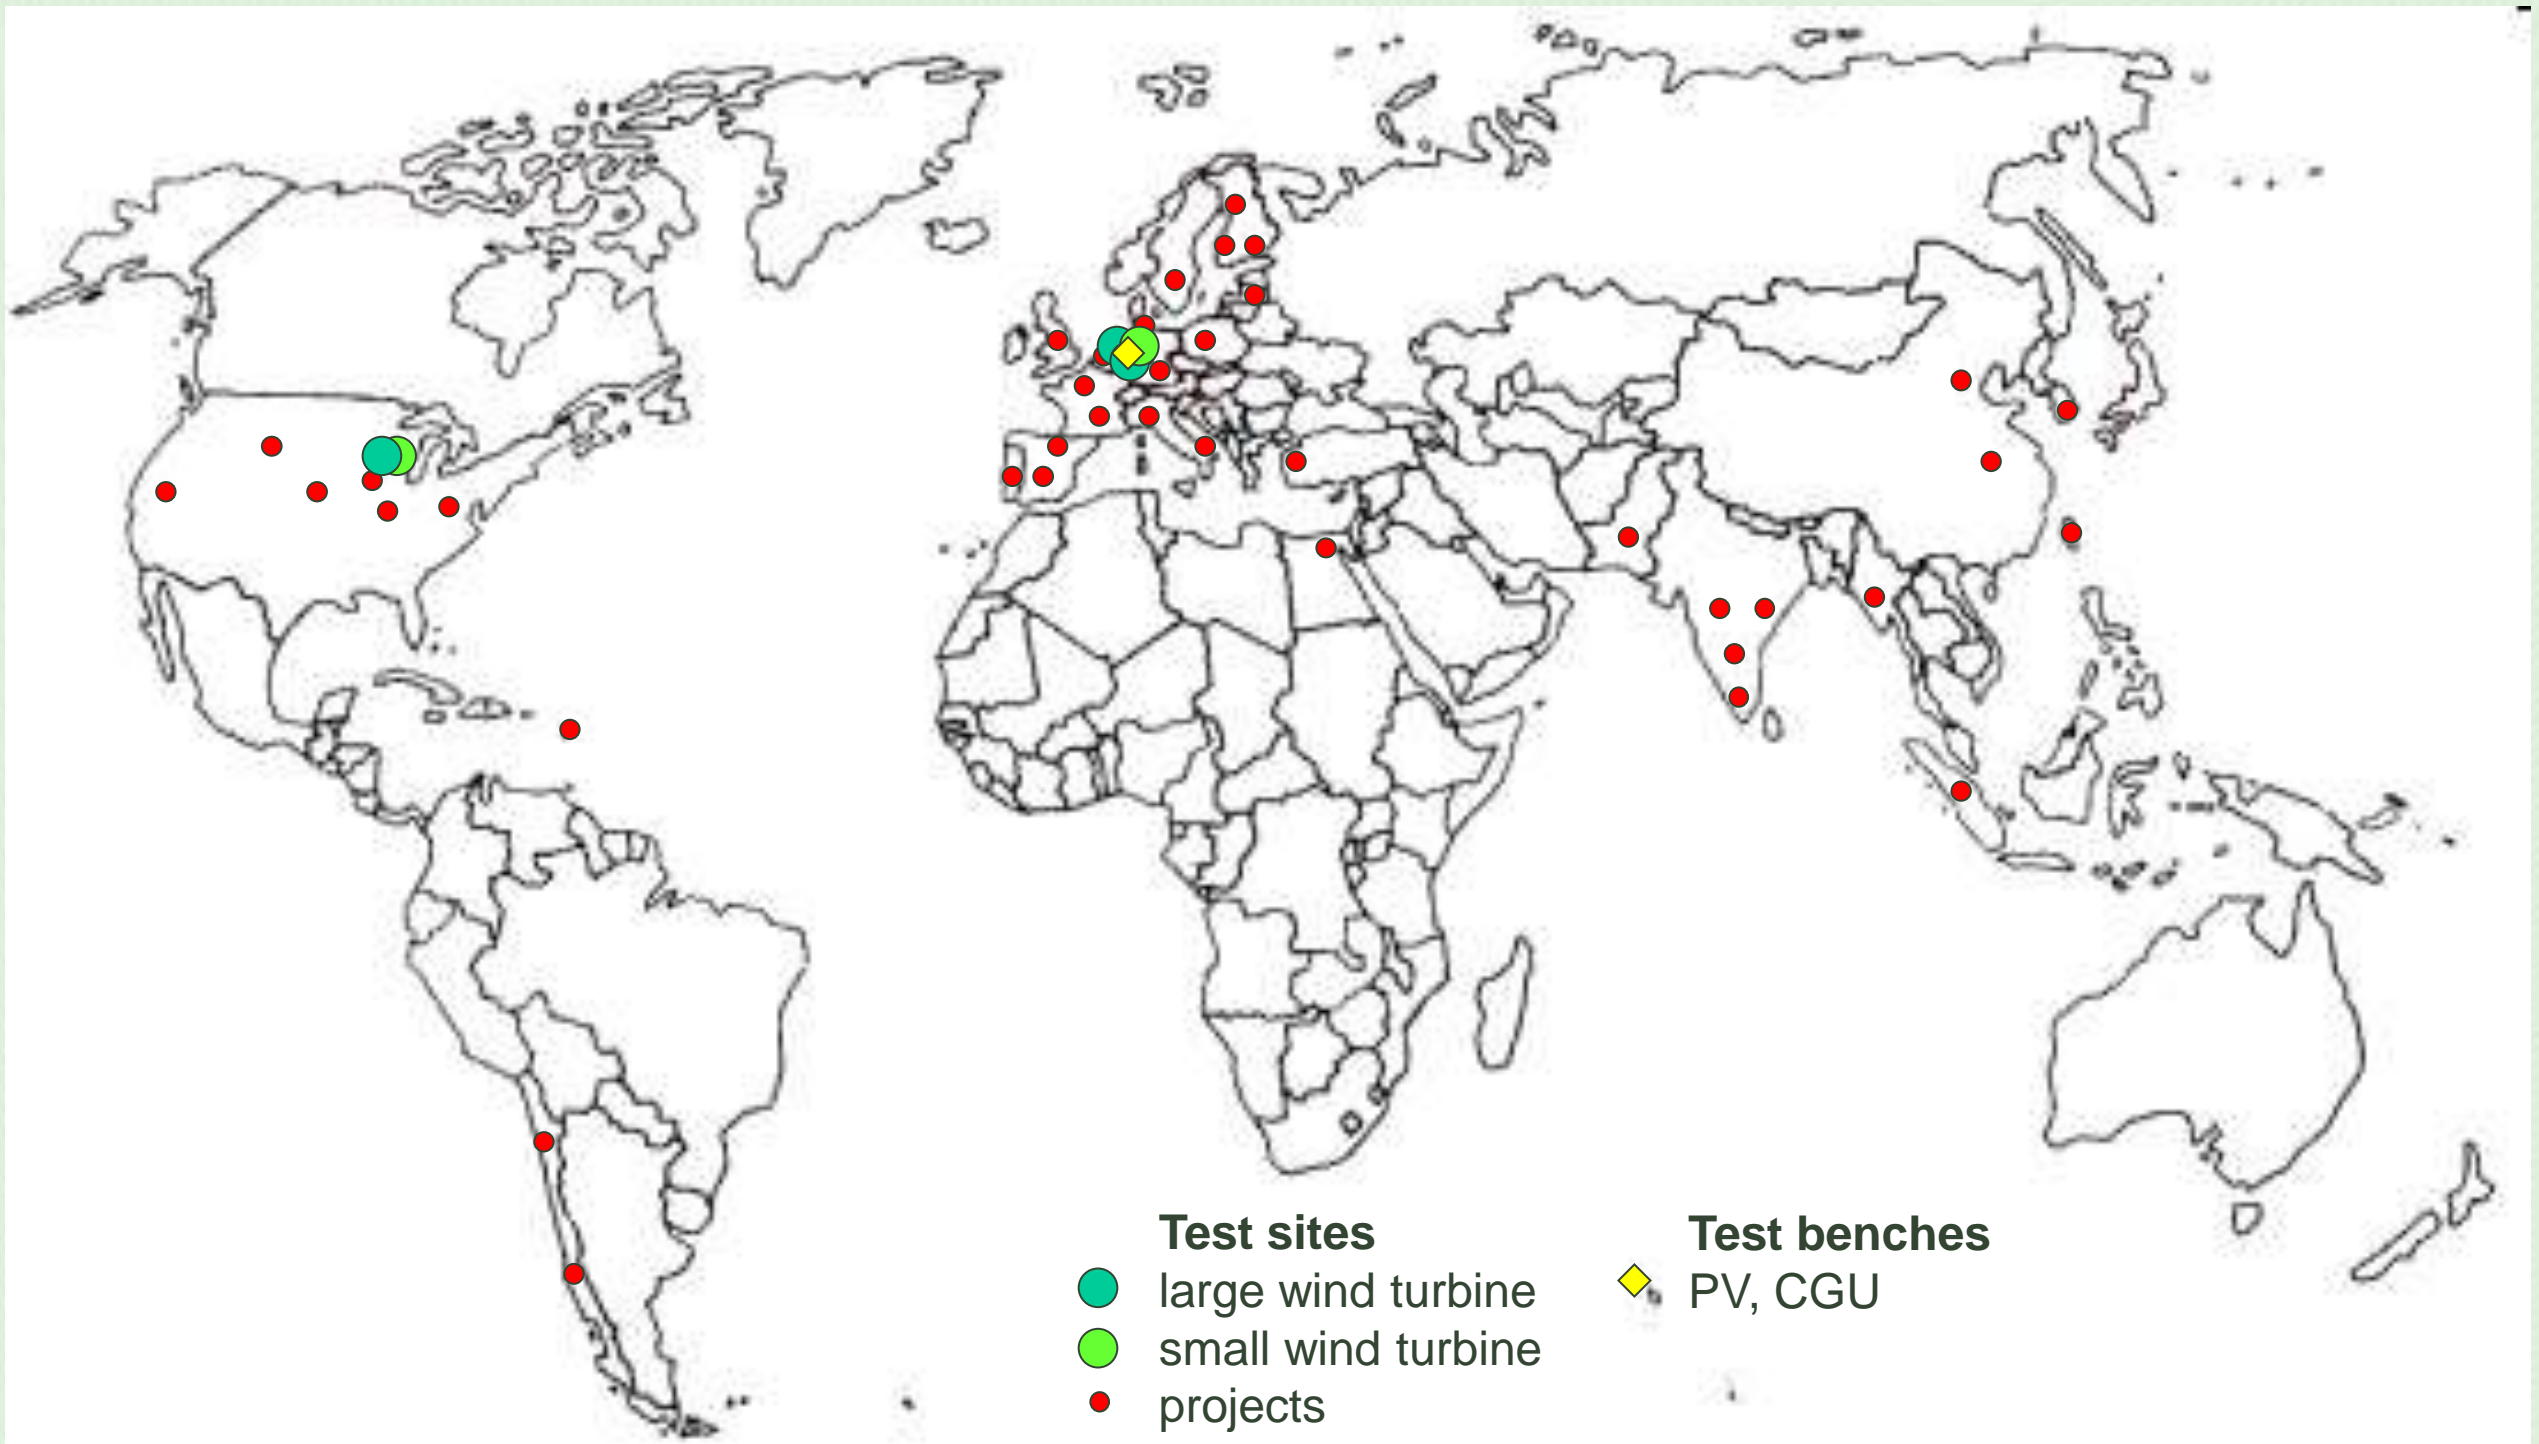 Test sites
large wind turbine
small wind turbine
projects
Test benches
PV, CGU